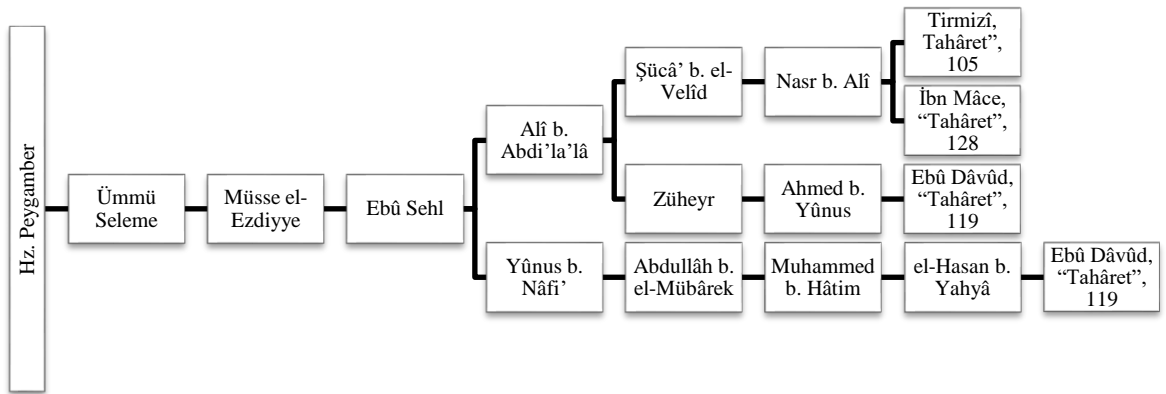 Hz. Peygamber
Ümmü
Seleme
Müsse el-
Ezdiyye
Ebû Sehl
Alî b.
Abdi’la’lâ
Şücâ’ b. el-
Velîd
Nasr b. Alî
Tirmizî,
Tahâret”,
105
İbn Mâce,
“Tahâret”,
128
Züheyr
Ahmed b.
Yûnus
Ebû Dâvûd,
“Tahâret”,
119
Yûnus b.
Nâfi’
Abdullâh b.
el-Mübârek
Muhammed
b. Hâtim
el-Hasan b.
Yahyâ
Ebû Dâvûd,
“Tahâret”,
119